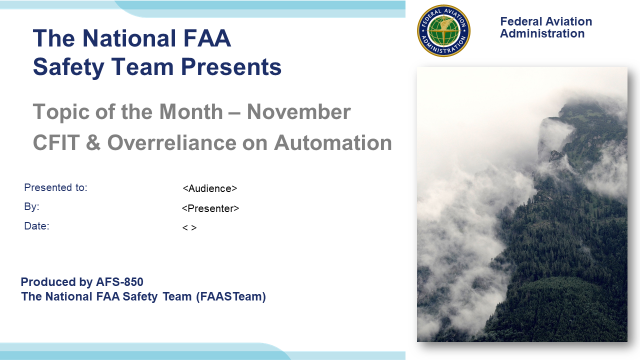 The National FAA
Safety Team Presents
Topic of the Month – November
CFIT & Overreliance on Automation
Presented to: <Audience>
By: <Presenter>
Date: < >
Produced by AFS-850
The National FAA Safety Team (FAASTeam)
FEDERAL AVIATION
ADMINISTRATION
Federal Aviation
Administration